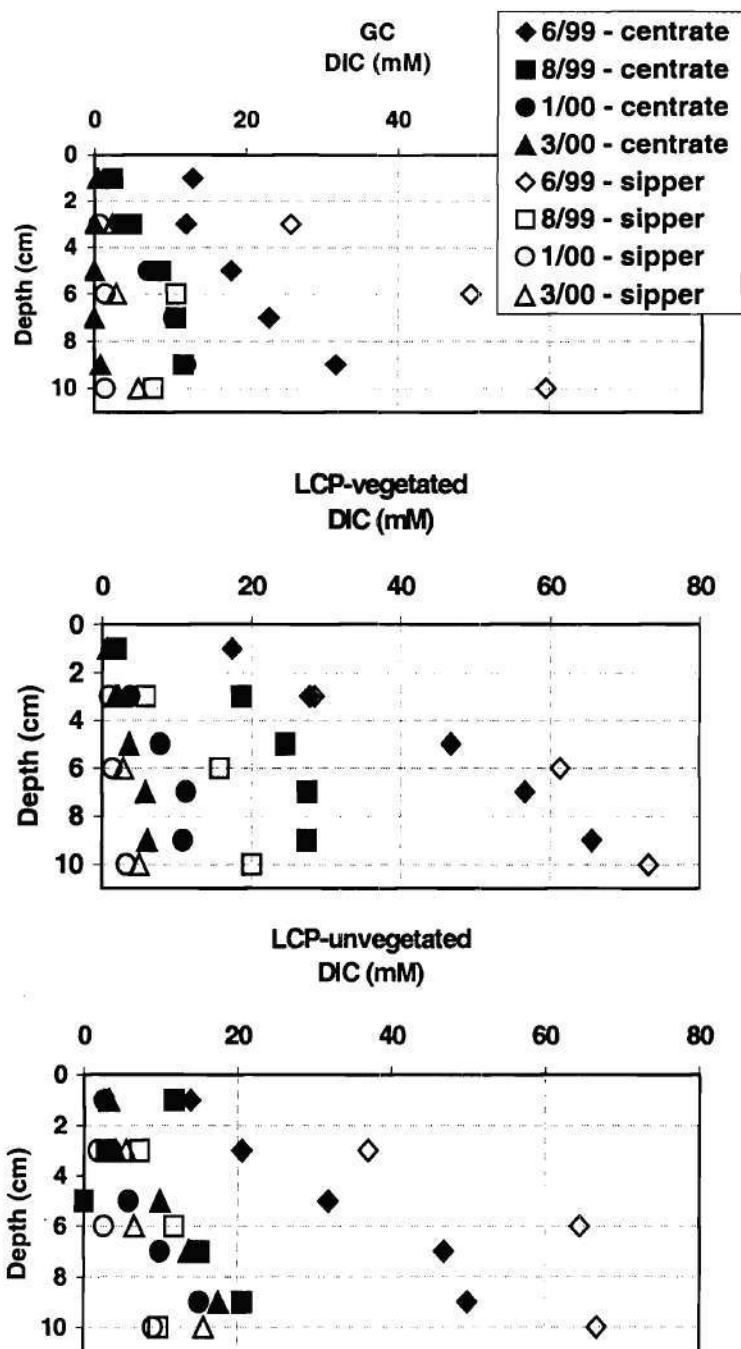 GC
DIC (mM)
0 20 40
0
2
4
6
8
10
Depth (cm)
6/99 - centrate
8/99 - centrate
1/00 - centrate
3/00 - centrate
6/99 - sipper
8/99 - sipper
1/00 - sipper
3/00 - sipper
LCP-vegetated
DIC (mM)
0 20 40 60 80
0
2
4
6
8
10
Depth (cm)
LCP-unvegetated
DIC (mM)
0 20 40 60 80
0
2
4
6
8
10
Depth (cm)